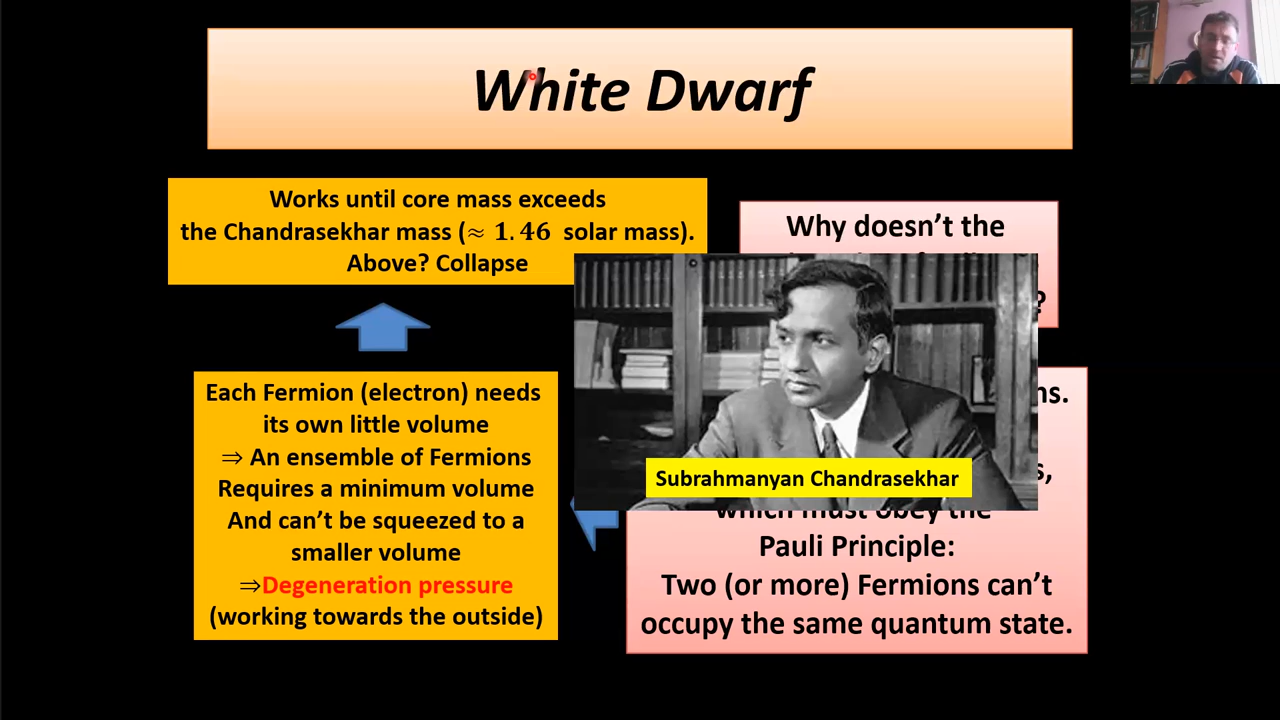 White Dwarf
Works until core mass exceeds
the Chandrasekhar mass (≈ 1.46 solar mass).
Above? Collapse
Why doesn’t the
?
Each Fermion (electron) needs
its own little volume
⇒ An ensemble of Fermions
Requires a minimum volume
And can’t be squeezed to a
smaller volume
⇒Degeneration pressure
(working towards the outside)
Subrahmanyan Chandrasekhar
which must obey the
Pauli Principle:
Two (or more) Fermions can’t
occupy the same quantum state.